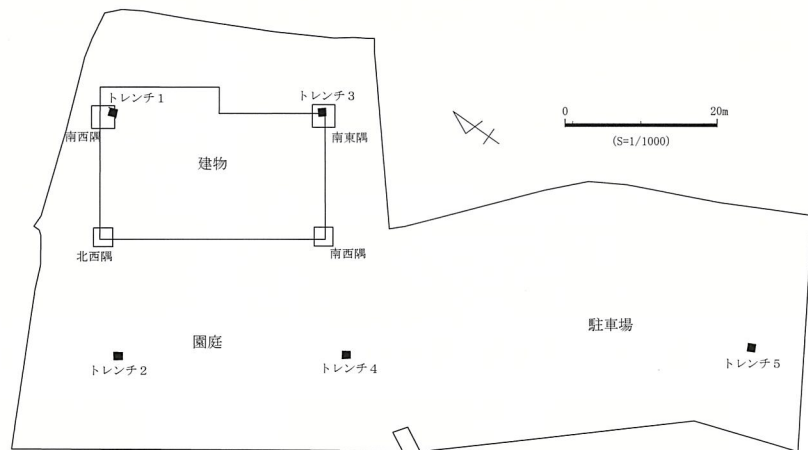 トレンチ1
トレンチ3
南西隅
南東隅
建物
0
20m
(S=1/1000)
北西隅
南西隅
園庭
駐車場
トレンチ2
トレンチ4
トレンチ5